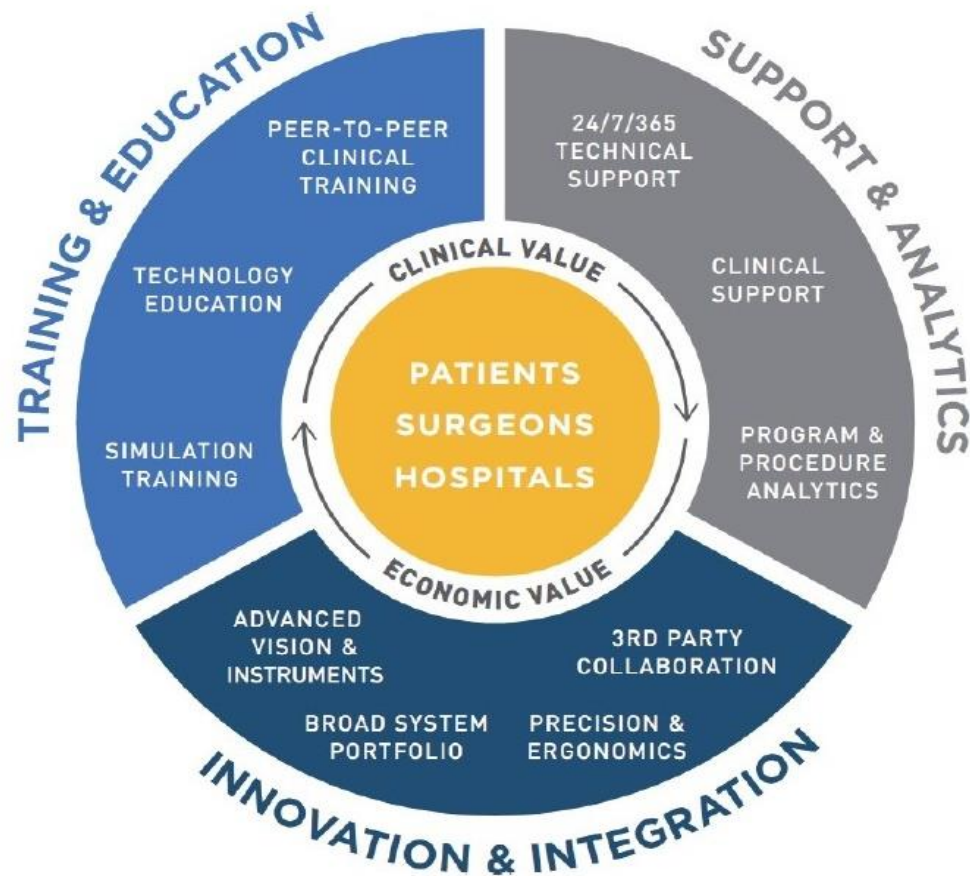 TRAINING & EDUCATION
PEER-TO-PEER
CLINICAL
TRAINING
TECHNOLOGY
EDUCATION
SIMULATION
TRAINING
SUPPORT & ANALYTICS
24/7/365
TECHNICAL
SUPPORT
CLINICAL
SUPPORT
PROGRAM &
PROCEDURE
ANALYTICS
CLINICAL VALUE
PATIENTS
SURGEONS
HOSPITALS
ECONOMIC VALUE
ADVANCED
VISION &
INSTRUMENTS
BROAD SYSTEM
PORTFOLIO
PRECISION &
ERGONOMICS
3RD PARTY
COLLABORATION
INNOVATION & INTEGRATION